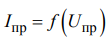 Iпр = f(Uпр)